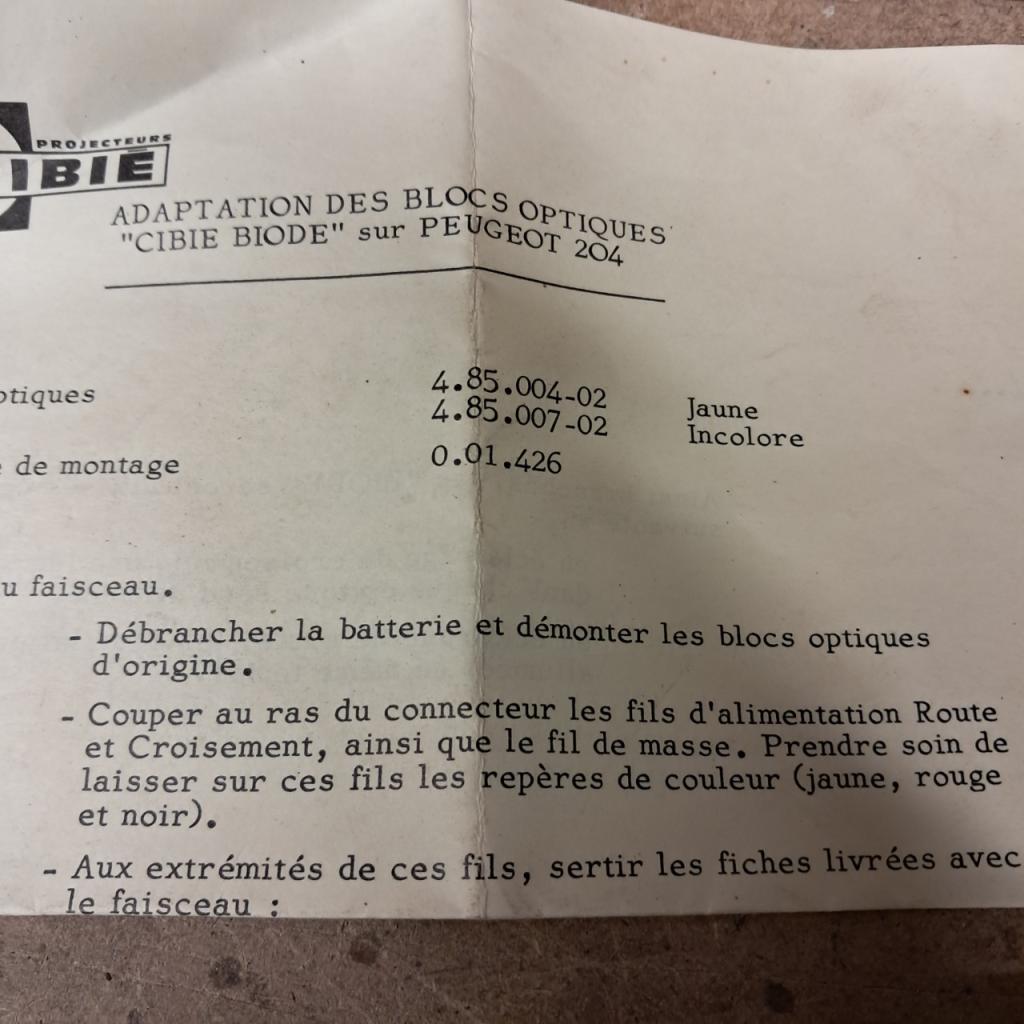 PROJECTEURS
IBIÉ
ADAPTATION DES BLOCS OPTIQUES
"CIBIE BIODE" sur PEUGEOT 204
ptiques 4.85.004-02 Jaune
4.85.007-02 Incolore
de montage 0.01.426
u faisceau.
- Débrancher la batterie et démonter les blocs optiques
d'origine.
- Couper au ras du connecteur les fils d'alimentation Route
et Croisement, ainsi que le fil de masse. Prendre soin de
laisser sur ces fils les repères de couleur (jaune, rouge
et noir).
- Aux extrémités de ces fils, sertir les fiches livrées avec
le faisceau :